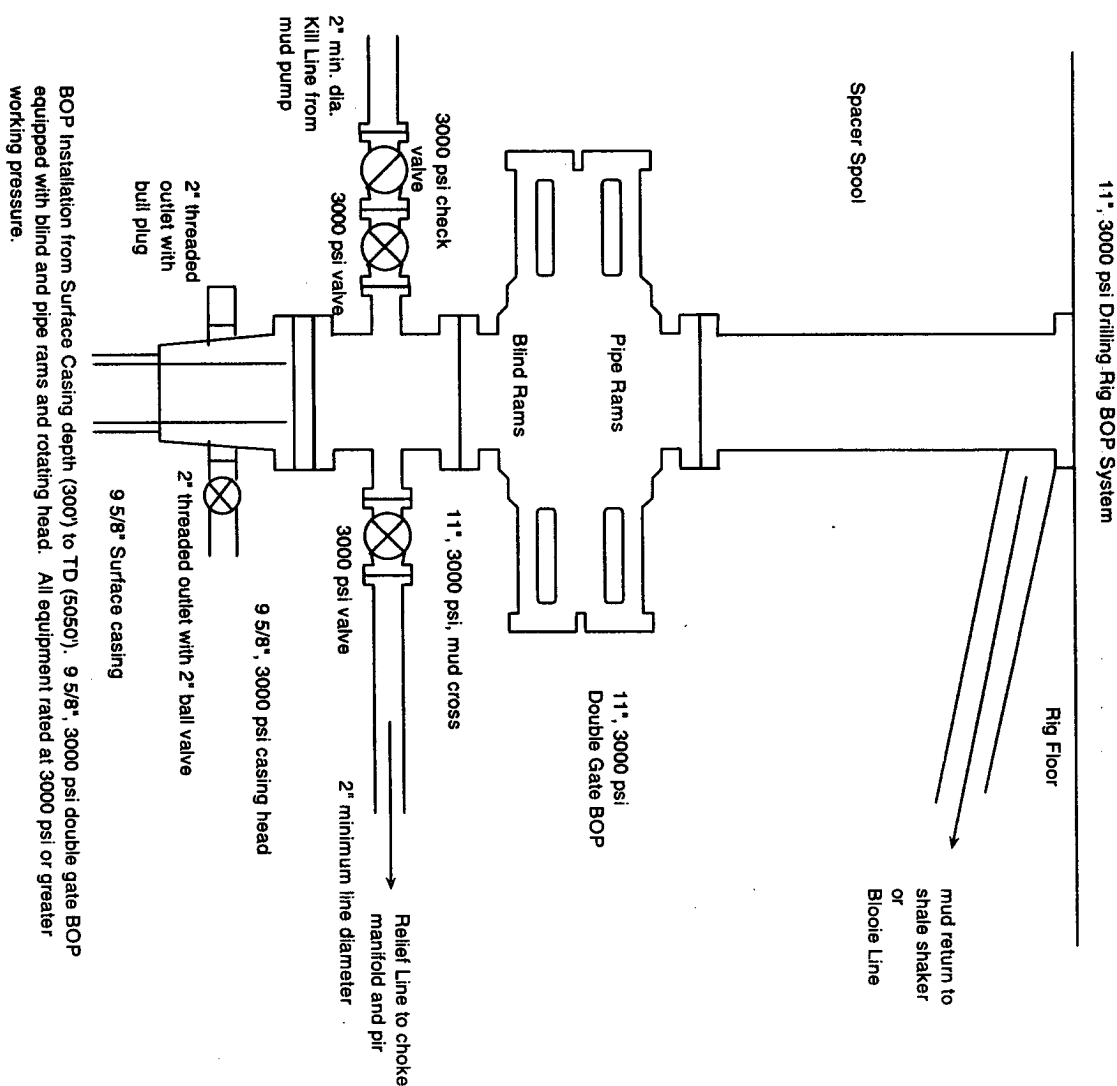 11", 3000 psi Drilling Rig BOP System
Rig Floor
Spacer Spool
mud return to
shale shaker
or
Blooie Line
Pipe Rams
Blind Rams
11", 3000 psi
Double Gate BOP
3000 psi check
valve
3000 psi valve
2" min. dia.
Kill Line from
mud pump
11", 3000 psi, mud cross
3000 psi valve
Relief Line to choke
manifold and pir
2" minimum line diameter
2" threaded
outlet with
bull plug
9 5/8", 3000 psi casing head
2" threaded outlet with 2" ball valve
9 5/8" Surface casing
BOP Installation from Surface Casing depth (300') to TD (5050'). 9 5/8", 3000 psi double gate BOP
equipped with blind and pipe rams and rotating head. All equipment rated at 3000 psi or greater
working pressure.